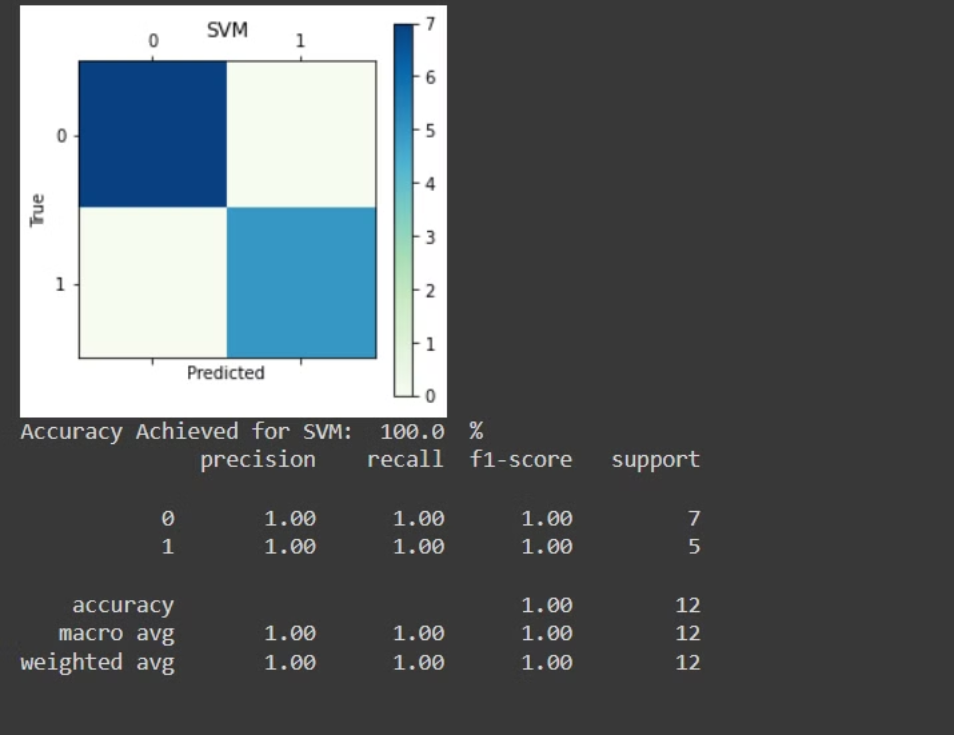 SVM
0 1
7
6
5
4
3
2
1
0
0
1
True
Predicted
Accuracy Achieved for SVM:  100.0  %
precision    recall  f1-score   support
0       1.00      1.00      1.00         7
1       1.00      1.00      1.00         5
accuracy                           1.00        12
macro avg       1.00      1.00      1.00        12
weighted avg       1.00      1.00      1.00        12